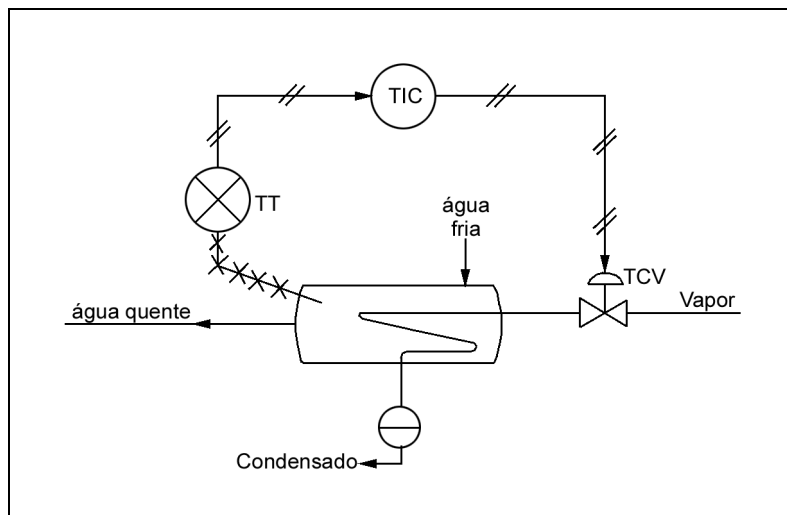 TIC
TT
água
fria
TCV
Vapor
água quente
Condensado